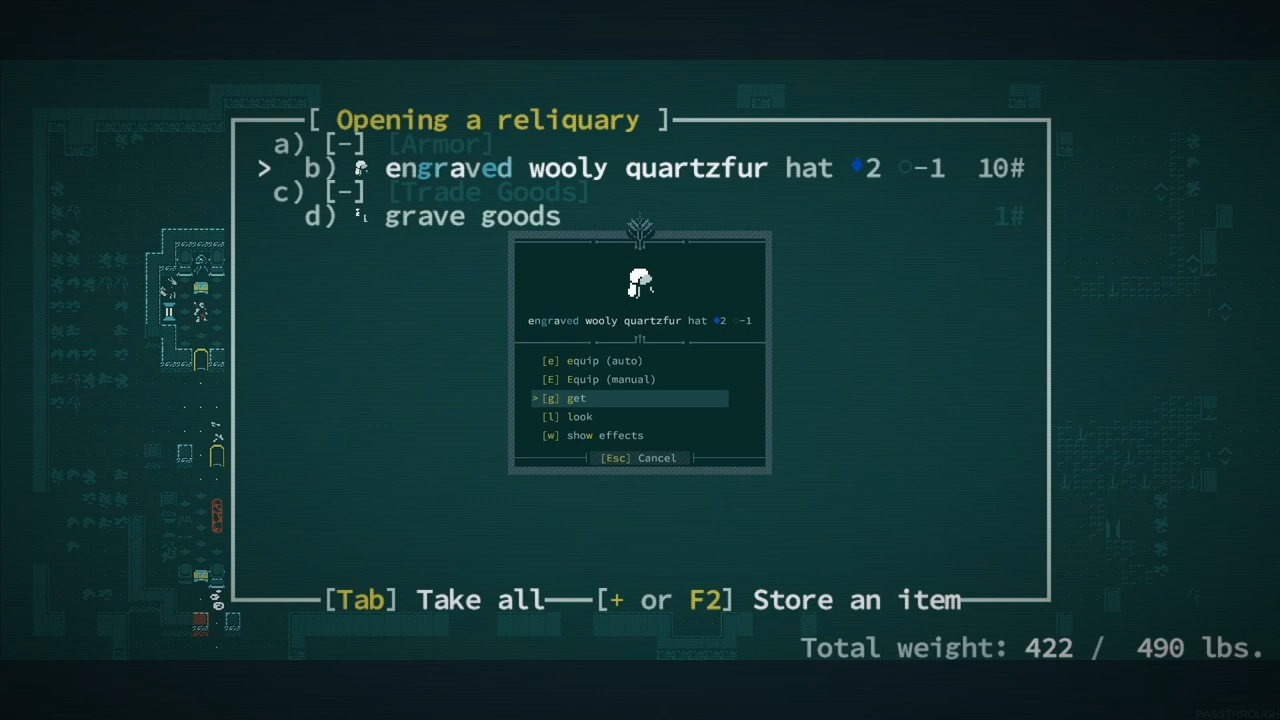 [ Opening a reliquary ]
a) [-] [Armor]
> b) engraved wooly quartzfur hat ♦2 ○-1 10#
c) [-] [Trade Goods]
d) grave goods 1#
engraved wooly quartzfur hat ♦2 ○-1
[e] equip (auto)
[E] Equip (manual)
>[g] get
[l] look
[w] show effects
[Esc] Cancel
[Tab] Take all [+ or F2] Store an item
Total weight: 422 / 490 lbs.